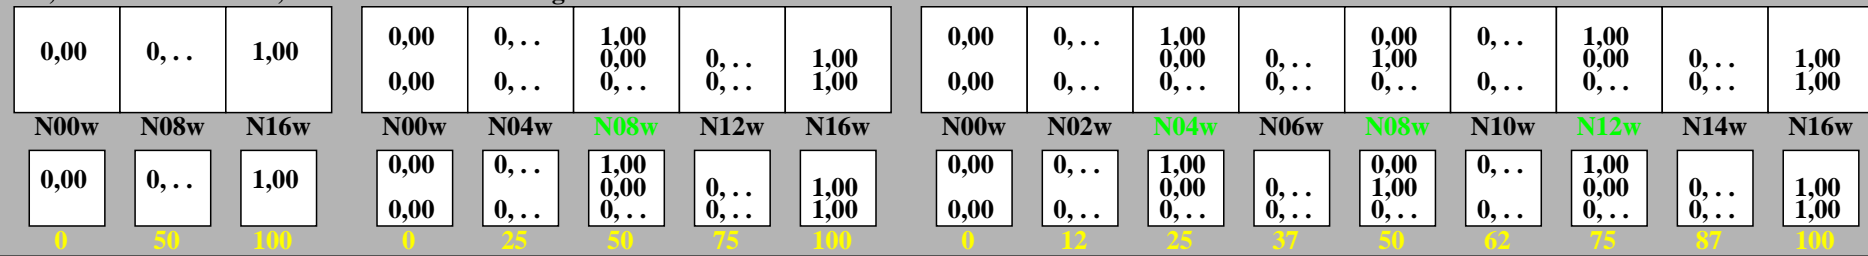 0,00 0, . . 1,00
N00w N08w N16w
0,00 0, . . 1,00
0 50 100
0,00 0, . . 1,00
0,00 0, . . 1,00
0,00 0, . . 0, . . 0, . . 1,00
N00w N04w N08w N12w N16w
0,00 0, . . 1,00
0,00 0, . . 1,00
0,00 0, . . 0, . . 0, . . 1,00
0 25 50 75 100
0,00 0, . . 1,00 0,00 0, . . 1,00
0,00 0, . . 1,00 0,00 0, . . 1,00
0,00 0, . . 0, . . 0, . . 0, . . 0, . . 0, . . 0, . . 1,00
N00w N02w N04w N06w N08w N10w N12w N14w N16w
0,00 0, . . 1,00 0,00 0, . . 1,00
0,00 0, . . 1,00 0,00 0, . . 1,00
0,00 0, . . 0, . . 0, . . 0, . . 0, . . 0, . . 0, . . 1,00
0 12 25 37 50 62 75 87 100